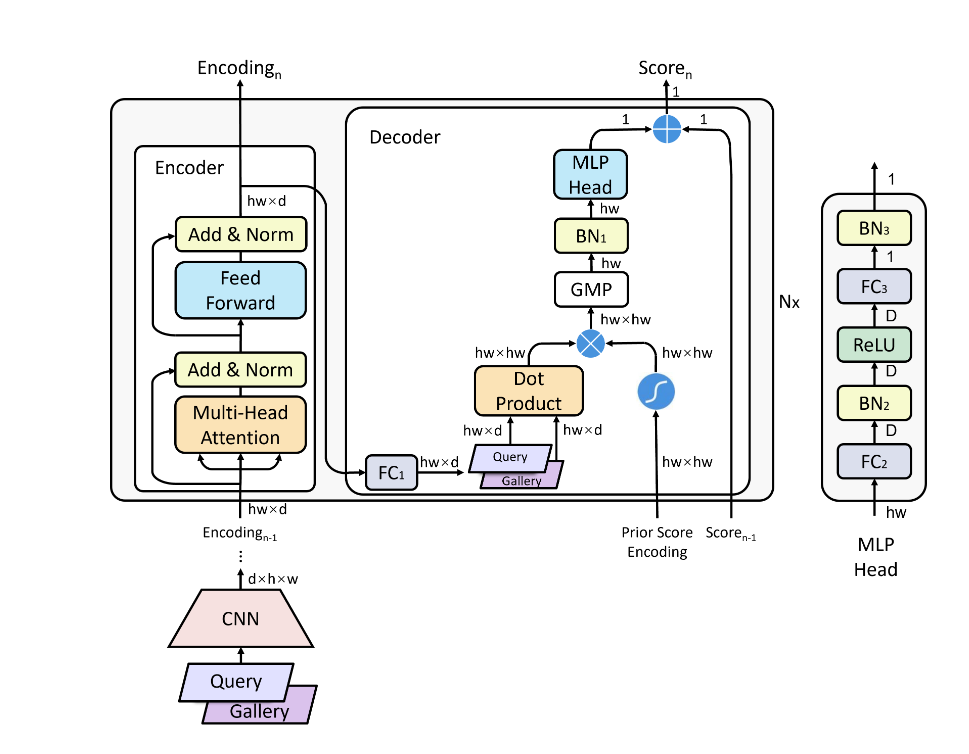 Encodingₙ
Scoreₙ
1
Decoder
1
1
Encoder
MLP
Head
hw×d
hw
Add & Norm
BN₁
hw
Feed
Forward
GMP
hw×hw
Nx
hw×hw
hw×hw
Add & Norm
Dot
Product
Multi-Head
Attention
hw×d
hw×d
Query
Gallery
FC₁
hw×d
hw×hw
hw×d
Encodingₙ₋₁
Prior Score
Encoding
Scoreₙ₋₁
...
d×h×w
CNN
Query
Gallery
1
BN₃
1
FC₃
D
ReLU
D
BN₂
D
FC₂
hw
MLP
Head